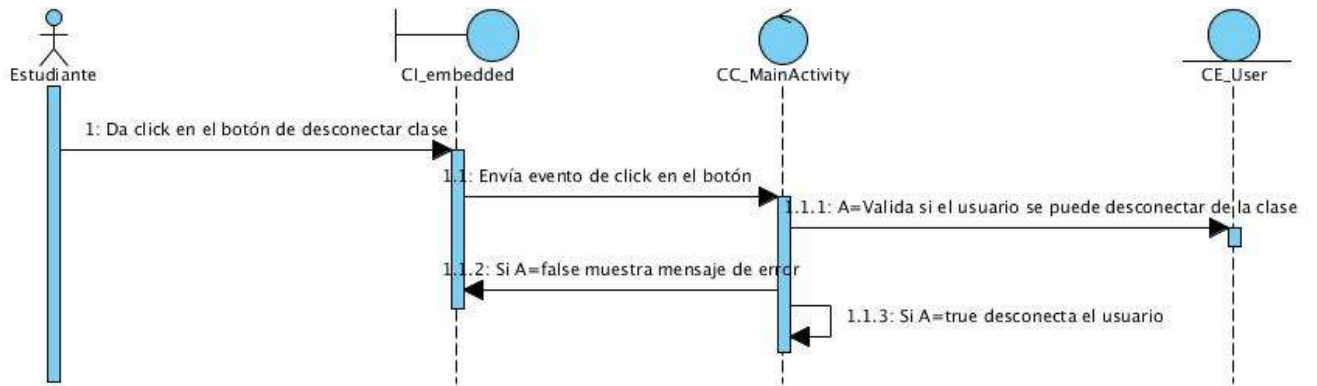 Estudiante
CI_embedded
CC_MainActivity
CE_User
1: Da click en el botón de desconectar clase
1.1: Envía evento de click en el botón
1.1.1: A=Valida si el usuario se puede desconectar de la clase
1.1.2: Si A=false muestra mensaje de error
1.1.3: Si A=true desconecta el usuario